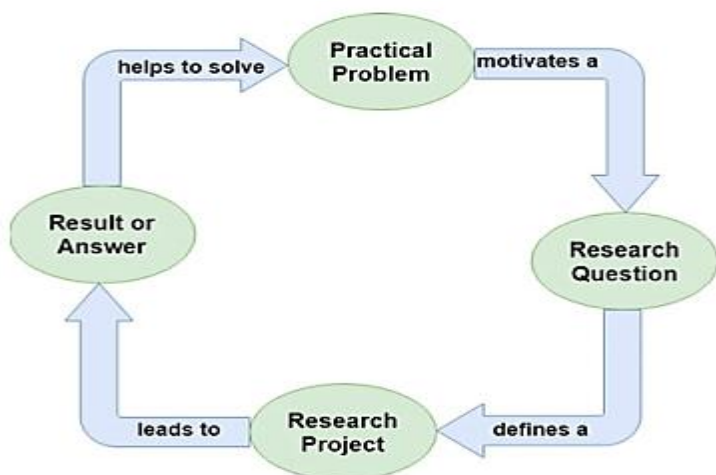 Practical
Problem
motivates a
Research
Question
defines a
Research
Project
leads to
Result or
Answer
helps to solve